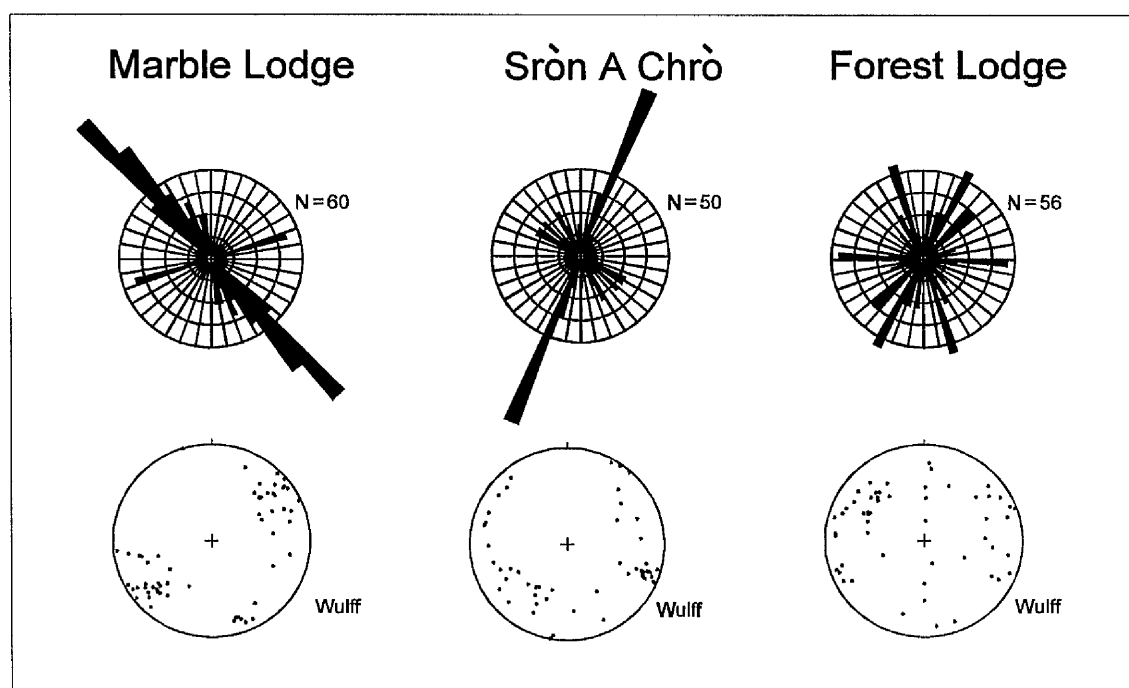 Marble Lodge
Sròn A Chrò
Forest Lodge
N=60
N=50
N=56
Wulff
Wulff
Wulff